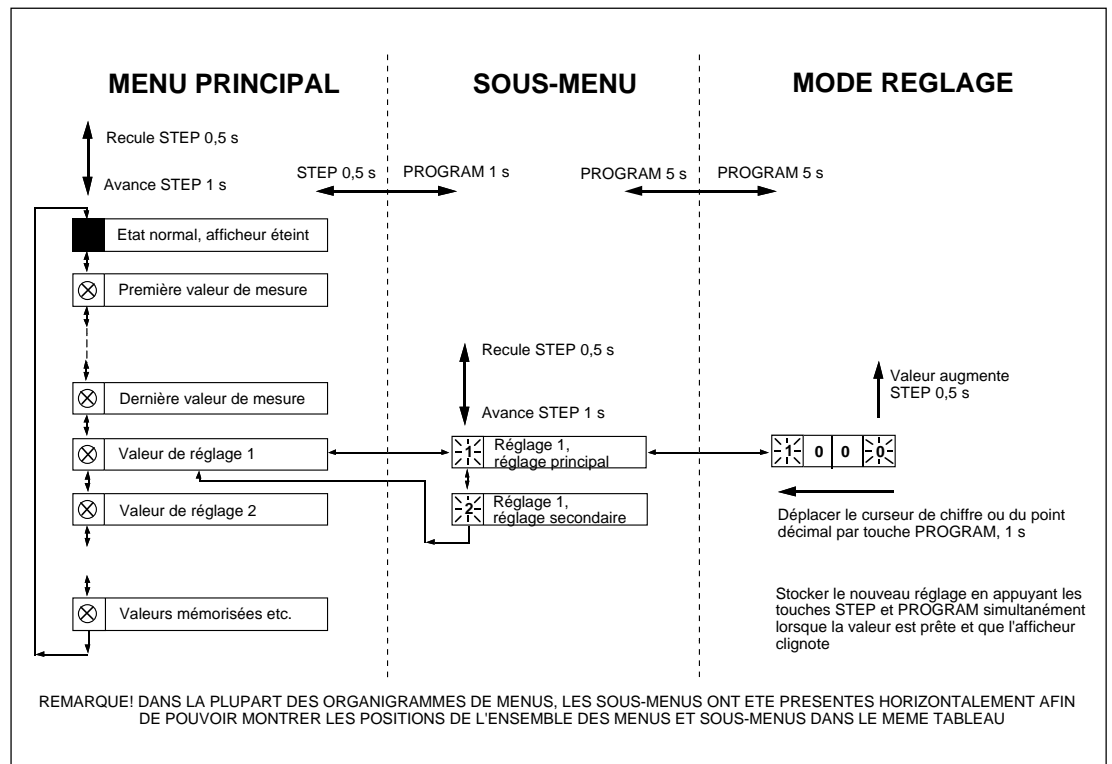 MENU PRINCIPAL
SOUS-MENU
MODE REGLAGE
Recule STEP 0,5 s
Avance STEP 1 s
STEP 0,5 s
PROGRAM 1 s
PROGRAM 5 s
PROGRAM 5 s
Etat normal, afficheur éteint
Première valeur de mesure
Dernière valeur de mesure
Valeur de réglage 1
Valeur de réglage 2
Valeurs mémorisées etc.
Recule STEP 0,5 s
Avance STEP 1 s
1
Réglage 1,
réglage principal
2
Réglage 1,
réglage secondaire
Valeur augmente
STEP 0,5 s
1 0 0 0
Déplacer le curseur de chiffre ou du point
décimal par touche PROGRAM, 1 s
Stocker le nouveau réglage en appuyant les
touches STEP et PROGRAM simultanément
lorsque la valeur est prête et que l'afficheur
clignote
REMARQUE! DANS LA PLUPART DES ORGANIGRAMMES DE MENUS, LES SOUS-MENUS ONT ETE PRESENTES HORIZONTALEMENT AFIN
DE POUVOIR MONTRER LES POSITIONS DE L'ENSEMBLE DES MENUS ET SOUS-MENUS DANS LE MEME TABLEAU